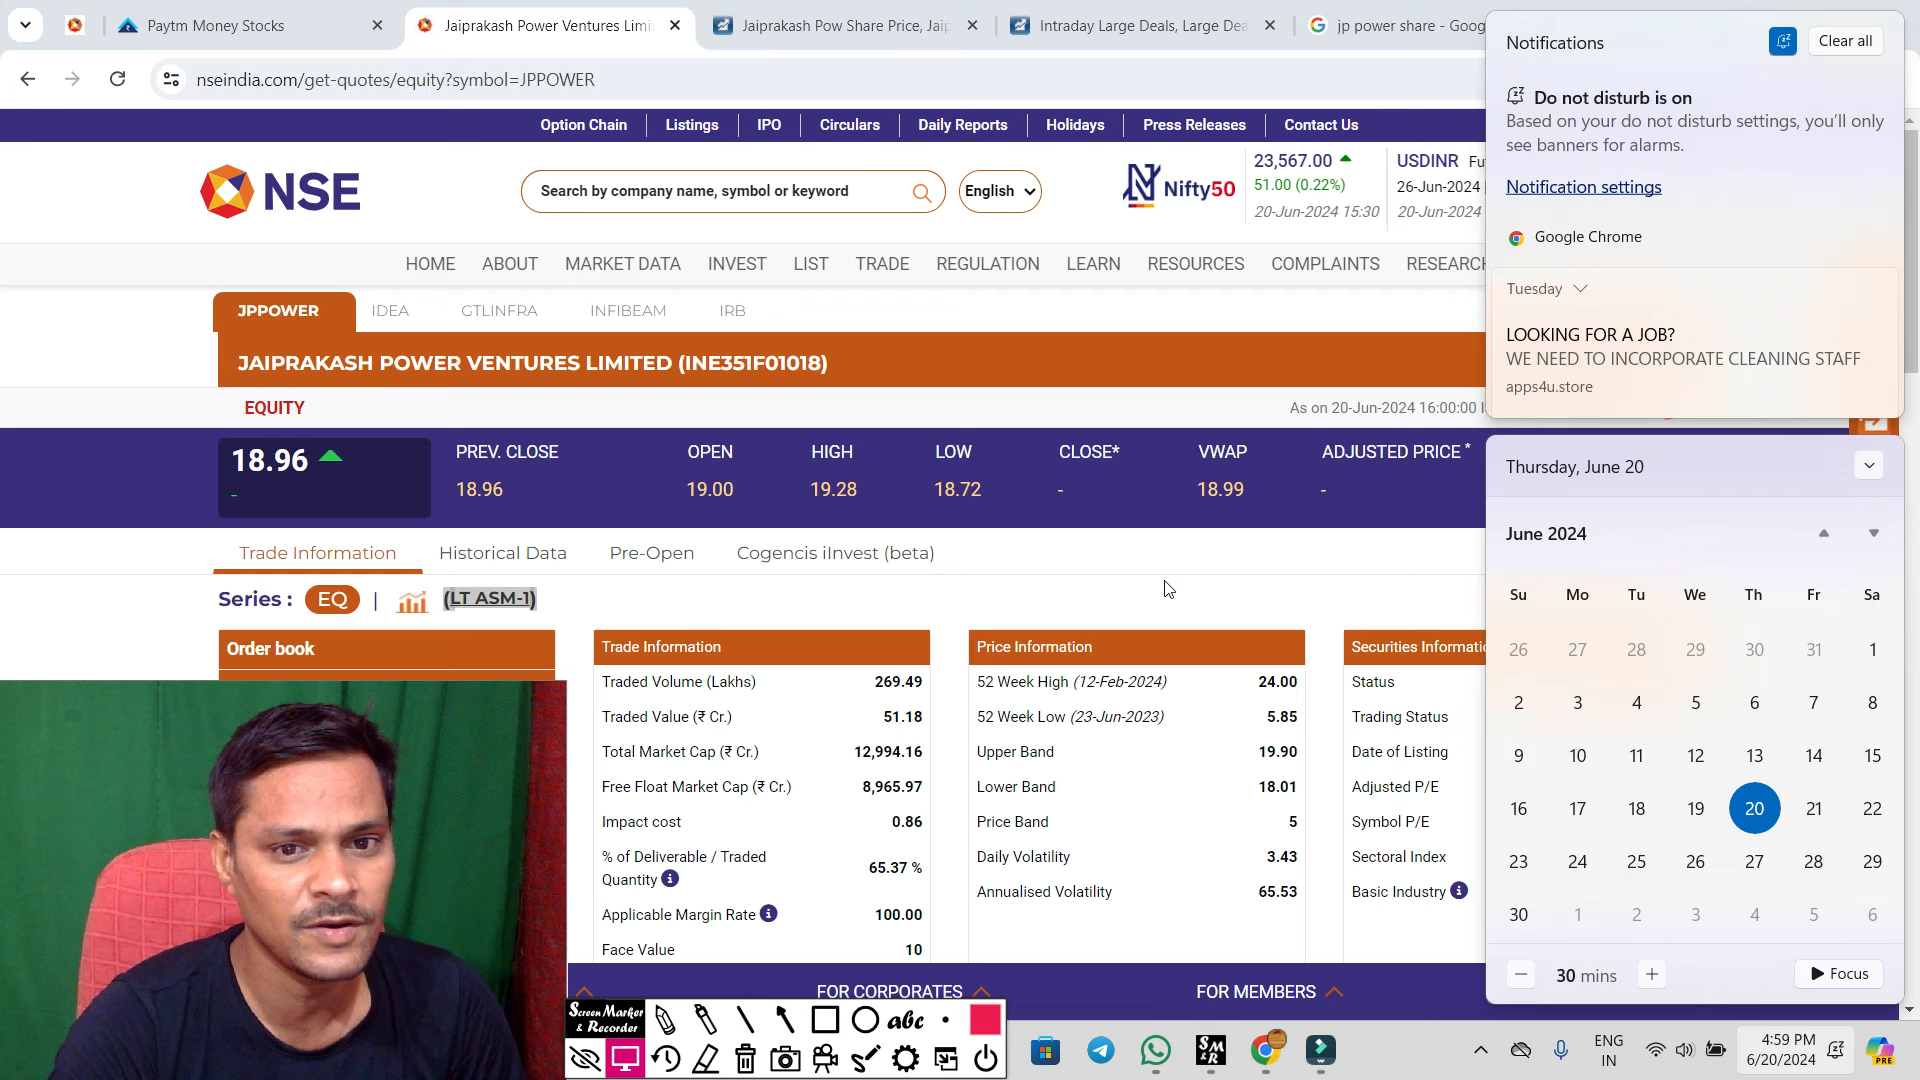 Paytm Money Stocks
Jaiprakash Power Ventures Limi
Jaiprakash Pow Share Price, Jaip
Intraday Large Deals, Large Dea
jp power share - Goog
nseindia.com/get-quotes/equity?symbol=JPPOWER
Option Chain
Listings
IPO
Circulars
Daily Reports
Holidays
Press Releases
Contact Us
NSE
Search by company name, symbol or keyword
English
Nifty50
23,567.00
51.00 (0.22%)
20-Jun-2024 15:30
USDINR Fu
26-Jun-2024
20-Jun-2024
HOME
ABOUT
MARKET DATA
INVEST
LIST
TRADE
REGULATION
LEARN
RESOURCES
COMPLAINTS
RESEARCH
JPPOWER
IDEA
GTLINFRA
INFIBEAM
IRB
JAIPRAKASH POWER VENTURES LIMITED (INE351F01018)
EQUITY
As on 20-Jun-2024 16:00:00
18.96
-
PREV. CLOSE
OPEN
HIGH
LOW
CLOSE*
VWAP
ADJUSTED PRICE *
18.96
19.00
19.28
18.72
-
18.99
-
Trade Information
Historical Data
Pre-Open
Cogencis iInvest (beta)
Series : EQ | (LT ASM-1)
Order book
Trade Information
Traded Volume (Lakhs) 269.49
Traded Value (₹ Cr.) 51.18
Total Market Cap (₹ Cr.) 12,994.16
Free Float Market Cap (₹ Cr.) 8,965.97
Impact cost 0.86
% of Deliverable / Traded
Quantity 65.37 %
Applicable Margin Rate 100.00
Face Value 10
Price Information
52 Week High (12-Feb-2024) 24.00
52 Week Low (23-Jun-2023) 5.85
Upper Band 19.90
Lower Band 18.01
Price Band 5
Daily Volatility 3.43
Annualised Volatility 65.53
Securities Informati
Status
Trading Status
Date of Listing
Adjusted P/E
Symbol P/E
Sectoral Index
Basic Industry
FOR CORPORATES
FOR MEMBERS
Notifications
Clear all
Do not disturb is on
Based on your do not disturb settings, you'll only
see banners for alarms.
Notification settings
Google Chrome
Tuesday
LOOKING FOR A JOB?
WE NEED TO INCORPORATE CLEANING STAFF
apps4u.store
Thursday, June 20
June 2024
Su Mo Tu We Th Fr Sa
26 27 28 29 30 31 1
2 3 4 5 6 7 8
9 10 11 12 13 14 15
16 17 18 19 20 21 22
23 24 25 26 27 28 29
30 1 2 3 4 5 6
30 mins
Focus
Screen Marker
& Recorder
abc
SM
&R
ENG
IN
4:59 PM
6/20/2024
PRE